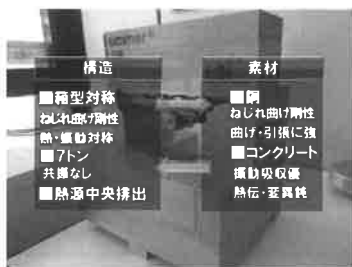 構造
■箱型対称
ねじれ曲げ剛性
熱・振動対称
■7トン
共振なし
■熱源中央排出
素材
■鋼
ねじれ曲げ剛性
曲げ・引張に強
■コンクリート
振動吸収優
熱伝・変異鈍